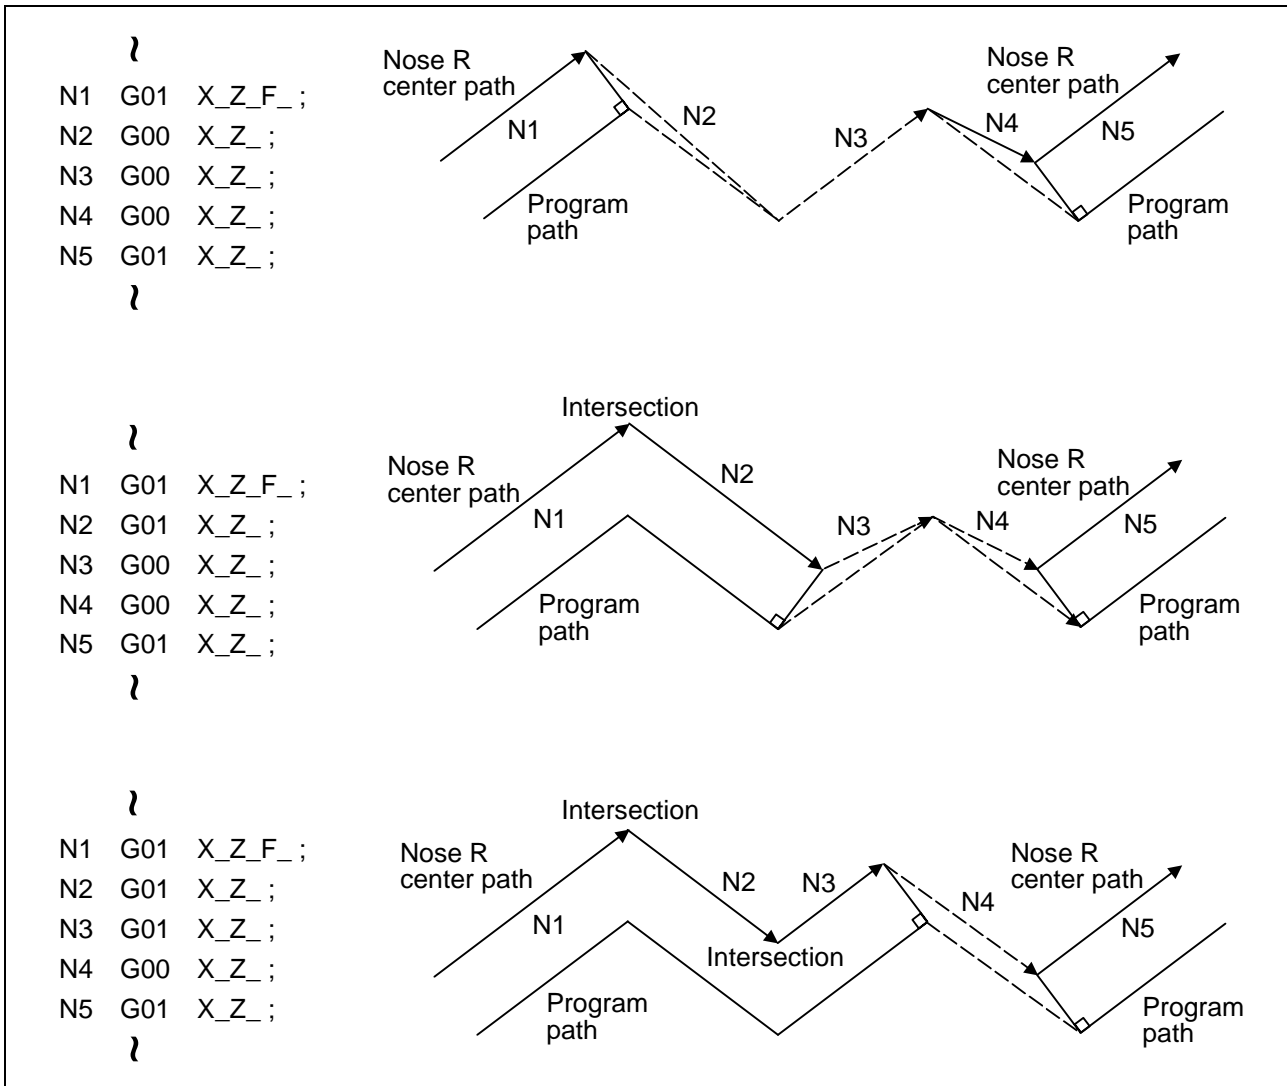 N1 G01 X_Z_F_ ;
N2 G00 X_Z_ ;
N3 G00 X_Z_ ;
N4 G00 X_Z_ ;
N5 G01 X_Z_ ;
Nose R
center path
N1
Program
path
N2
N3
N4
Nose R
center path
N5
Program
path
N1 G01 X_Z_F_ ;
N2 G01 X_Z_ ;
N3 G00 X_Z_ ;
N4 G00 X_Z_ ;
N5 G01 X_Z_ ;
Intersection
Nose R
center path
N1
Program
path
N2
N3
N4
Nose R
center path
N5
Program
path
N1 G01 X_Z_F_ ;
N2 G01 X_Z_ ;
N3 G01 X_Z_ ;
N4 G00 X_Z_ ;
N5 G01 X_Z_ ;
Intersection
Nose R
center path
N1
Program
path
N2
N3
Intersection
N4
Nose R
center path
N5
Program
path